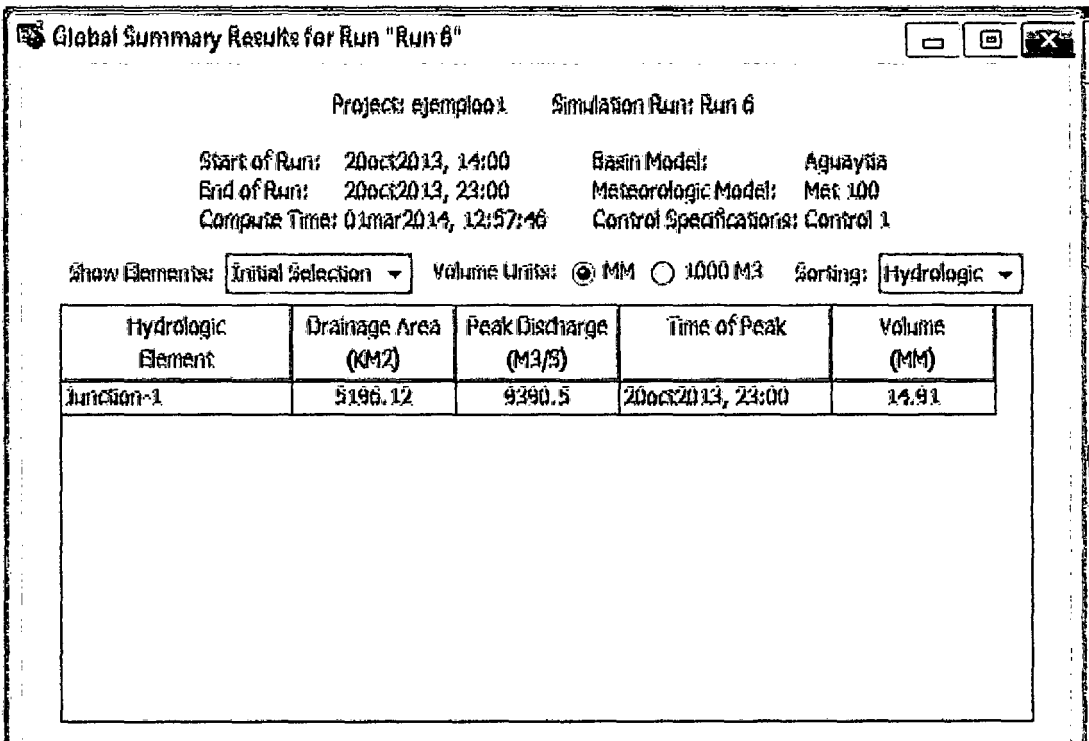 Global Summary Results for Run "Run 6"
Project: ejemploo1 Simulation Run: Run 6
Start of Run: 20oct2013, 14:00 Basin Model: Aguaytia
End of Run: 20oct2013, 23:00 Meteorologic Model: Met 100
Compute Time: 01mar2014, 12:57:46 Control Specifications: Control 1
Show Elements: Initial Selection Volume Units: MM 1000 M3 Sorting: Hydrologic
Hydrologic Element Drainage Area (KM2) Peak Discharge (M3/S) Time of Peak Volume (MM)
Junction-1 5196.12 9390.5 20oct2013, 23:00 14.91